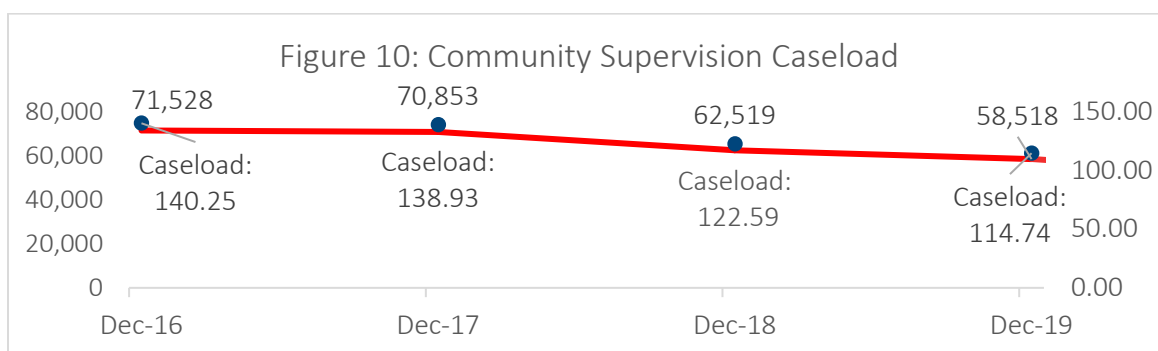 Figure 10: Community Supervision Caseload
80,000
71,528
70,853
62,519
58,518
150.00
60,000
Caseload:
140.25
Caseload:
138.93
Caseload:
122.59
Caseload:
114.74
100.00
40,000
50.00
20,000
0
0.00
Dec-16
Dec-17
Dec-18
Dec-19